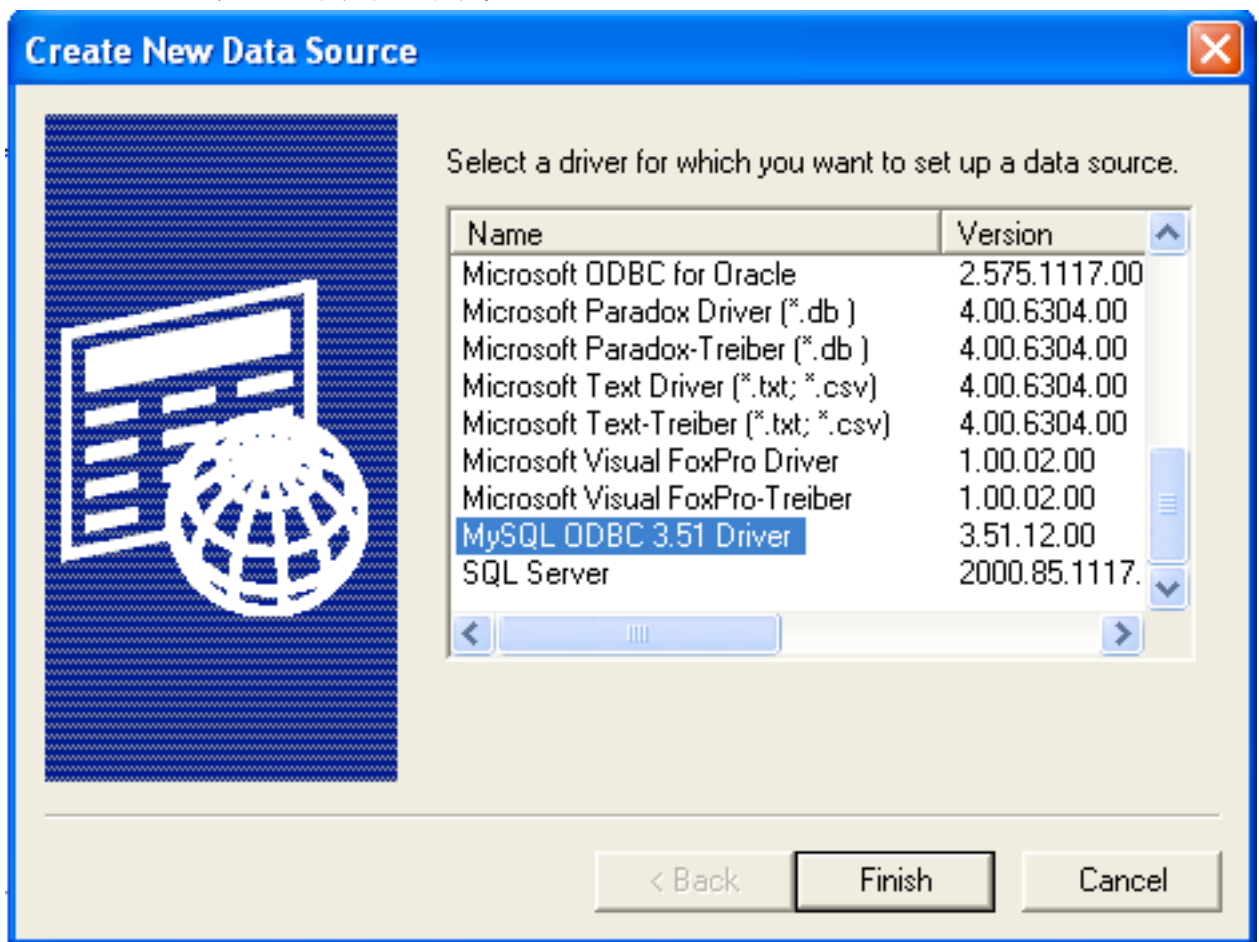 Create New Data Source
Select a driver for which you want to set up a data source.
Name Version
Microsoft ODBC for Oracle 2.575.1117.00
Microsoft Paradox Driver (*.db ) 4.00.6304.00
Microsoft Paradox-Treiber (*.db ) 4.00.6304.00
Microsoft Text Driver (*.txt; *.csv) 4.00.6304.00
Microsoft Text-Treiber (*.txt; *.csv) 4.00.6304.00
Microsoft Visual FoxPro Driver 1.00.02.00
Microsoft Visual FoxPro-Treiber 1.00.02.00
MySQL ODBC 3.51 Driver 3.51.12.00
SQL Server 2000.85.1117.
< Back Finish Cancel